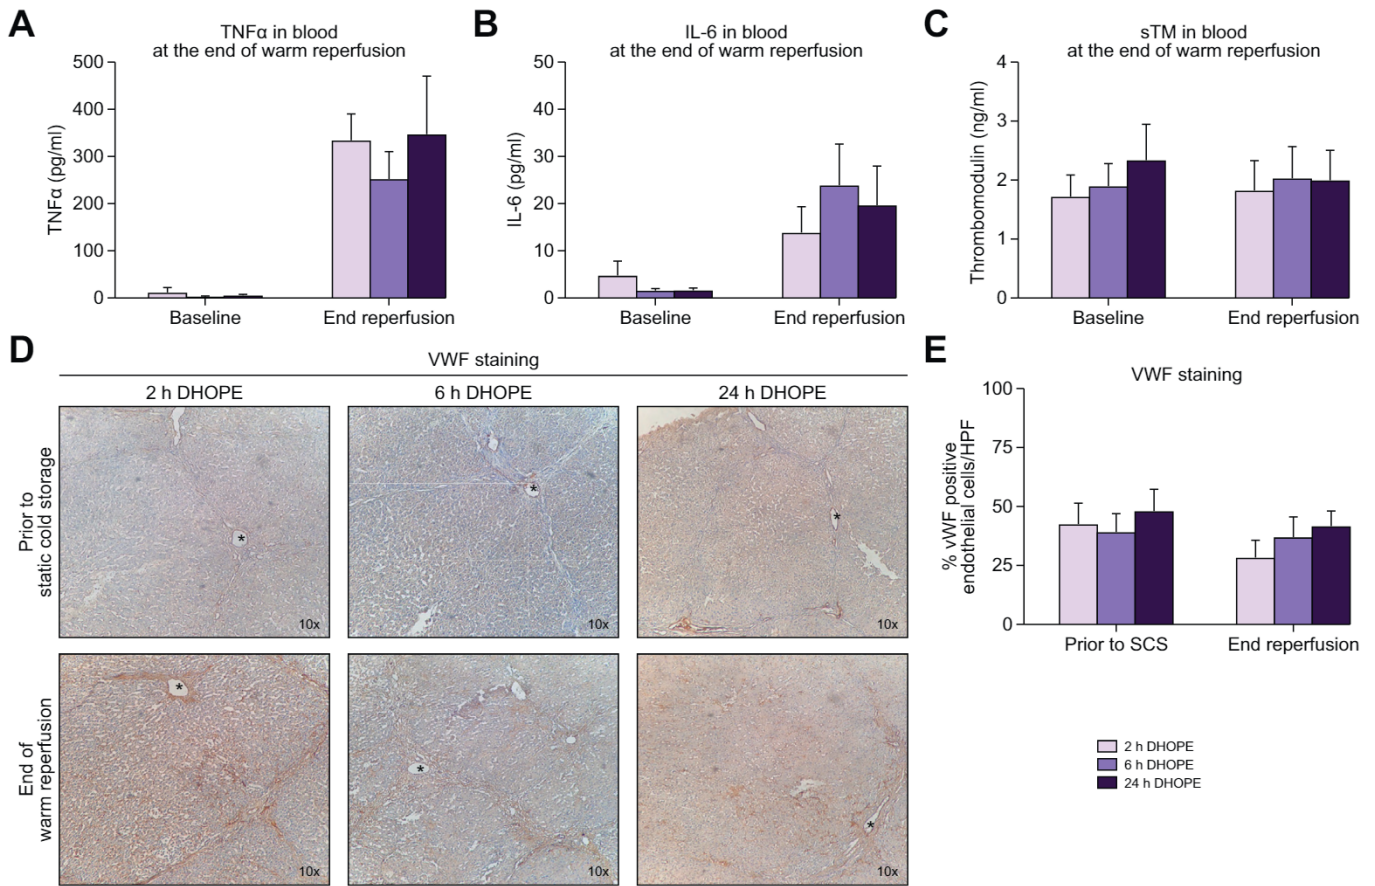 A
TNFα in blood
at the end of warm reperfusion
TNFα (pg/ml)
500
400
300
200
100
0
Baseline
End reperfusion
B
IL-6 in blood
at the end of warm reperfusion
IL-6 (pg/ml)
50
40
30
20
10
0
Baseline
End reperfusion
C
sTM in blood
at the end of warm reperfusion
Thrombomodulin (ng/ml)
4
3
2
1
0
Baseline
End reperfusion
D
VWF staining
2 h DHOPE
6 h DHOPE
24 h DHOPE
Prior to
static cold storage
*
10x
*
10x
*
10x
End of
warm reperfusion
*
10x
*
10x
*
10x
E
VWF staining
% vWF positive
endothelial cells/HPF
100
75
50
25
0
Prior to SCS
End reperfusion
2 h DHOPE
6 h DHOPE
24 h DHOPE